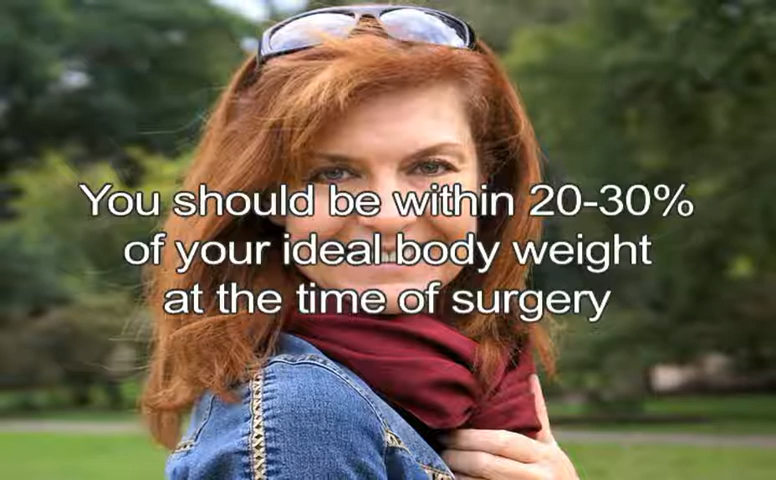 You should be within 20-30%
of your ideal body weight
at the time of surgery